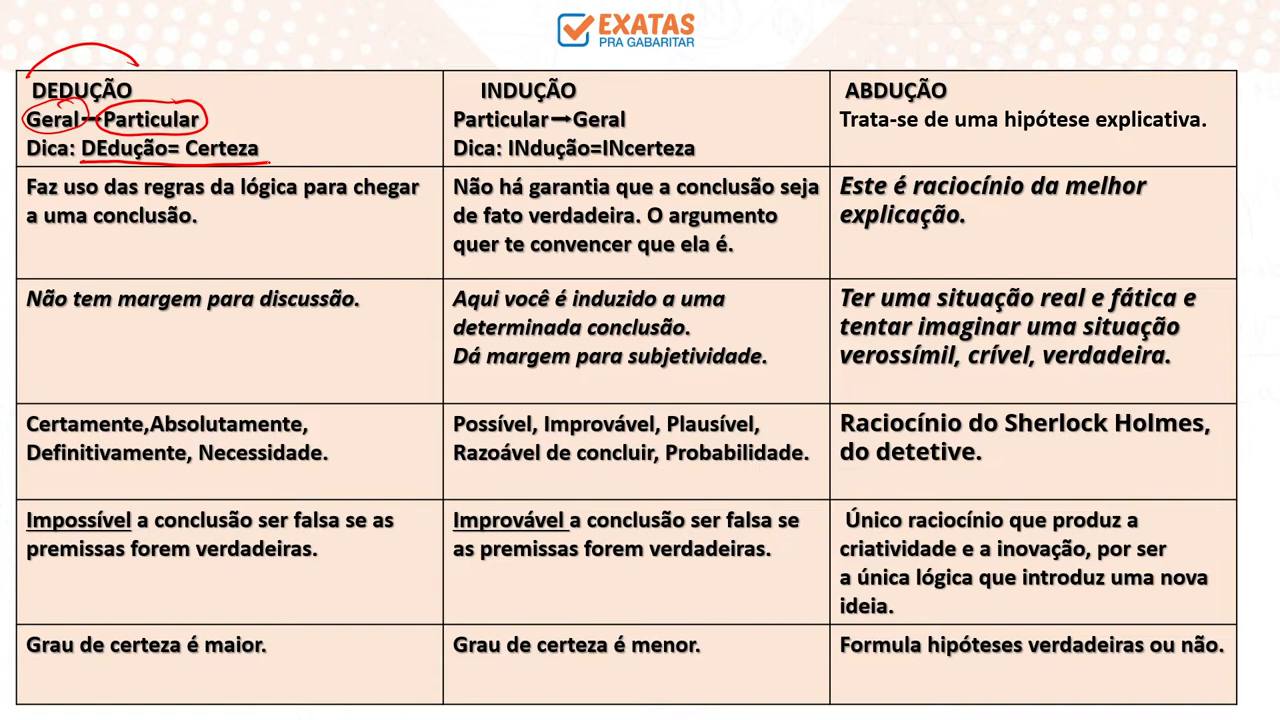 EXATAS
PRA GABARITAR
DEDUÇÃO
Geral→Particular
Dica: DEdução= Certeza
INDUÇÃO
Particular→Geral
Dica: INdução=INcerteza
ABDUÇÃO
Trata-se de uma hipótese explicativa.
Faz uso das regras da lógica para chegar
a uma conclusão.
Não há garantia que a conclusão seja
de fato verdadeira. O argumento
quer te convencer que ela é.
Este é raciocínio da melhor
explicação.
Não tem margem para discussão.
Aqui você é induzido a uma
determinada conclusão.
Dá margem para subjetividade.
Ter uma situação real e fática e
tentar imaginar uma situação
verossímil, crível, verdadeira.
Certamente,Absolutamente,
Definitivamente, Necessidade.
Possível, Improvável, Plausível,
Razoável de concluir, Probabilidade.
Raciocínio do Sherlock Holmes,
do detetive.
Impossível a conclusão ser falsa se as
premissas forem verdadeiras.
Improvável a conclusão ser falsa se
as premissas forem verdadeiras.
Único raciocínio que produz a
criatividade e a inovação, por ser
a única lógica que introduz uma nova
ideia.
Grau de certeza é maior.
Grau de certeza é menor.
Formula hipóteses verdadeiras ou não.